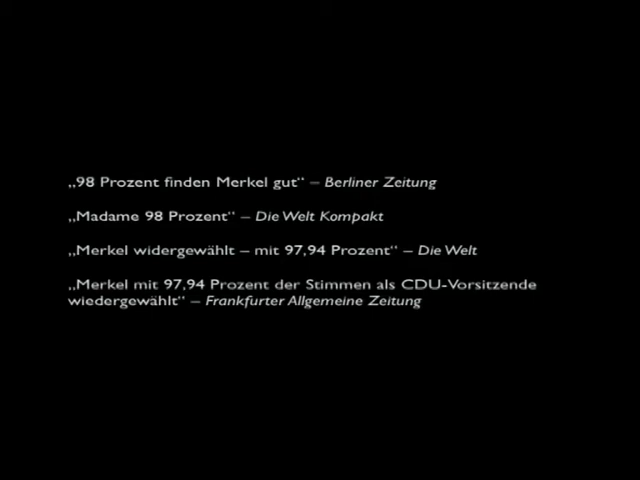 „98 Prozent finden Merkel gut“ – Berliner Zeitung
„Madame 98 Prozent“ – Die Welt Kompakt
„Merkel widergewählt – mit 97,94 Prozent“ – Die Welt
„Merkel mit 97,94 Prozent der Stimmen als CDU-Vorsitzende
wiedergewählt“ – Frankfurter Allgemeine Zeitung